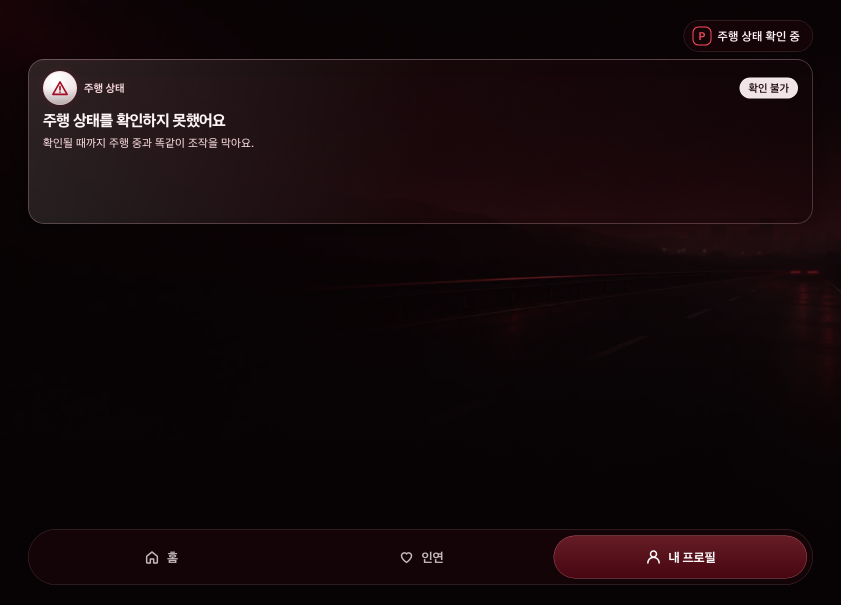 P 주행 상태 확인 중
주행 상태
확인 불가
주행 상태를 확인하지 못했어요
확인될 때까지 주행 중과 똑같이 조작을 막아요.
홈
인연
내 프로필